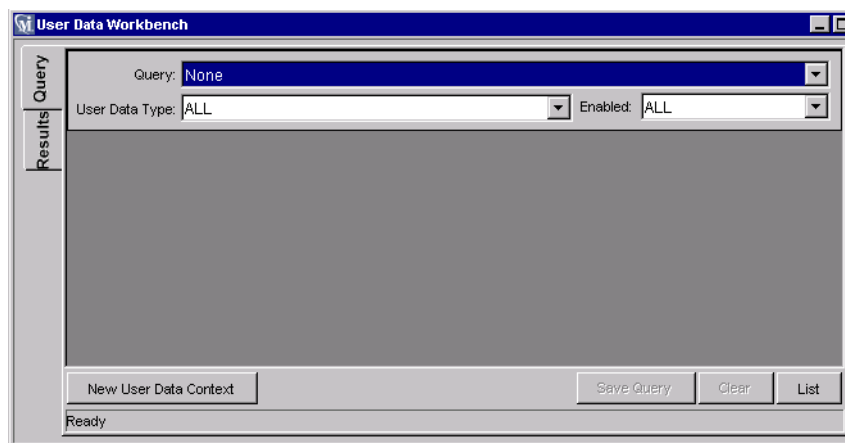 User Data Workbench
Query
Results
Query: None
User Data Type: ALL Enabled: ALL
New User Data Context Save Query Clear List
Ready